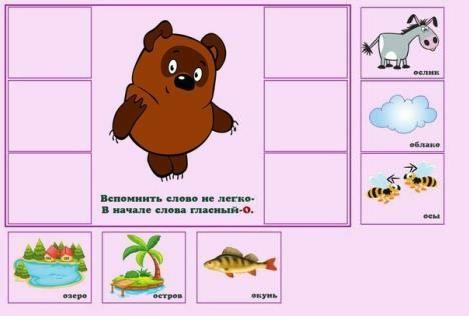 ослик
облако
Вспомнить слово не легко-
В начале слова гласный-О.
осы
озеро
остров
окунь